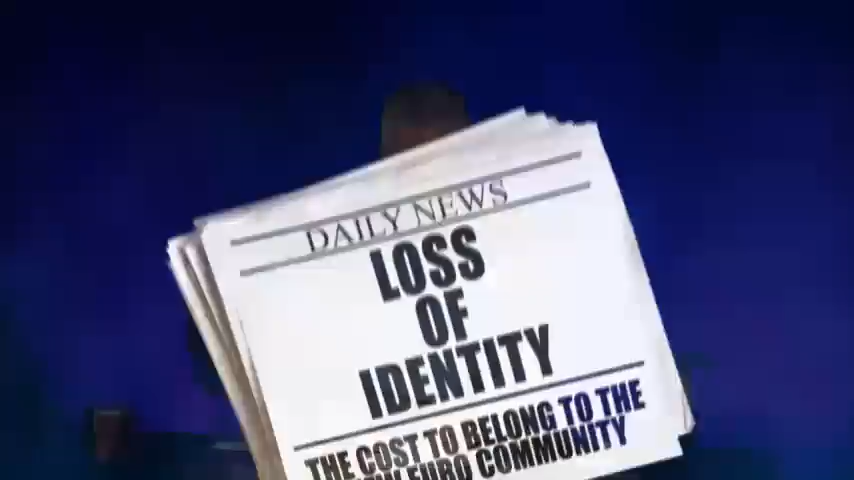 DAILY NEWS
LOSS
OF
IDENTITY
THE COST TO BELONG TO THE
EURO COMMUNITY